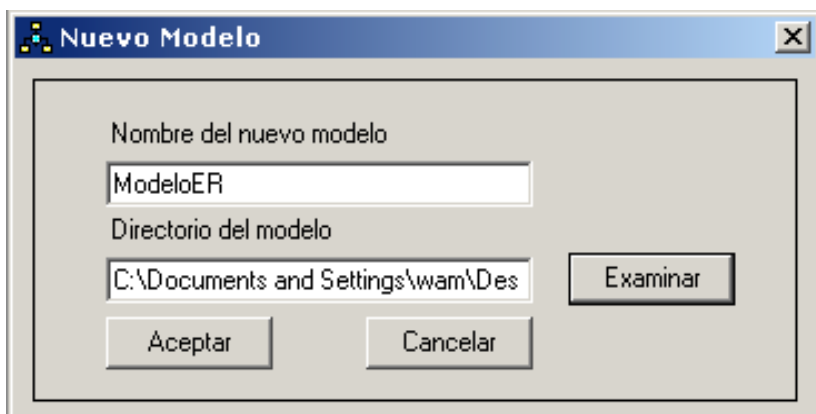 Nuevo Modelo
Nombre del nuevo modelo
ModeloER
Directorio del modelo
C:\Documents and Settings\wam\Des
Examinar
Aceptar
Cancelar